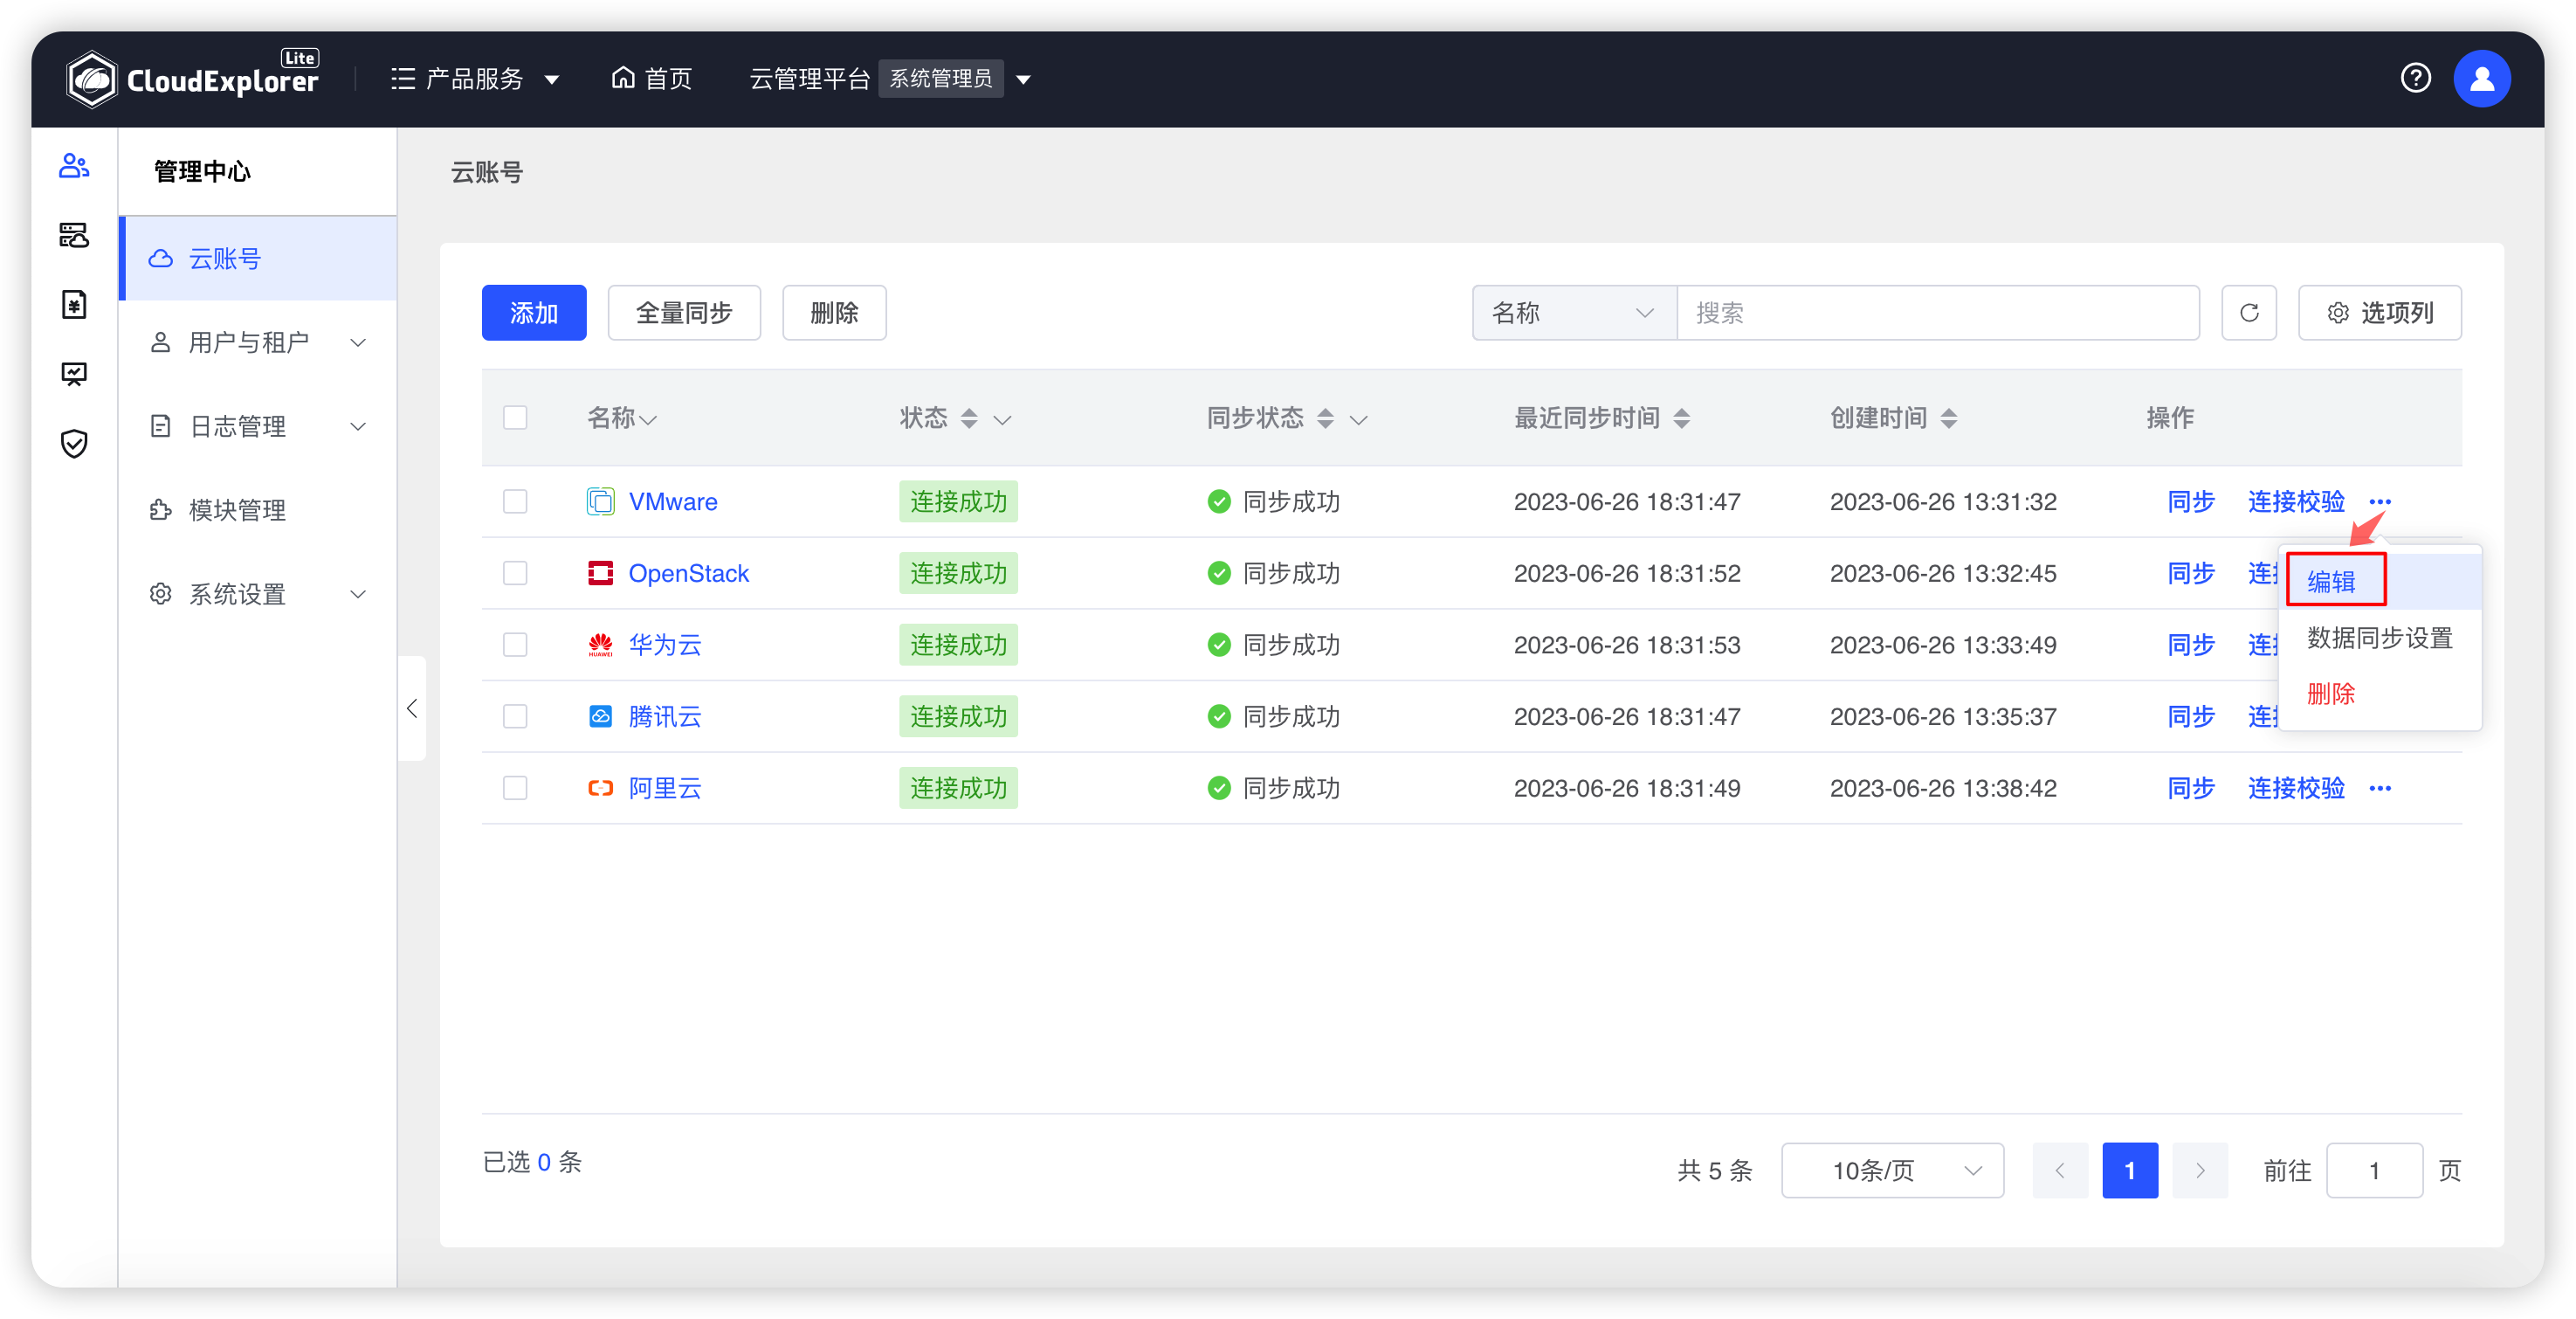 CloudExplorer Lite
产品服务
首页
云管理平台 系统管理员
管理中心
云账号
用户与租户
日志管理
模块管理
系统设置
云账号
添加 全量同步 删除 名称 搜索 选项列
名称 状态 同步状态 最近同步时间 创建时间 操作
VMware 连接成功 同步成功 2023-06-26 18:31:47 2023-06-26 13:31:32 同步 连接校验 ···
OpenStack 连接成功 同步成功 2023-06-26 18:31:52 2023-06-26 13:32:45 同步
HUAWEI 华为云 连接成功 同步成功 2023-06-26 18:31:53 2023-06-26 13:33:49 同步
腾讯云 连接成功 同步成功 2023-06-26 18:31:47 2023-06-26 13:35:37 同步
阿里云 连接成功 同步成功 2023-06-26 18:31:49 2023-06-26 13:38:42 同步 连接校验 ···
编辑
数据同步设置
删除
已选 0 条
共 5 条 10条/页 1 前往 1 页